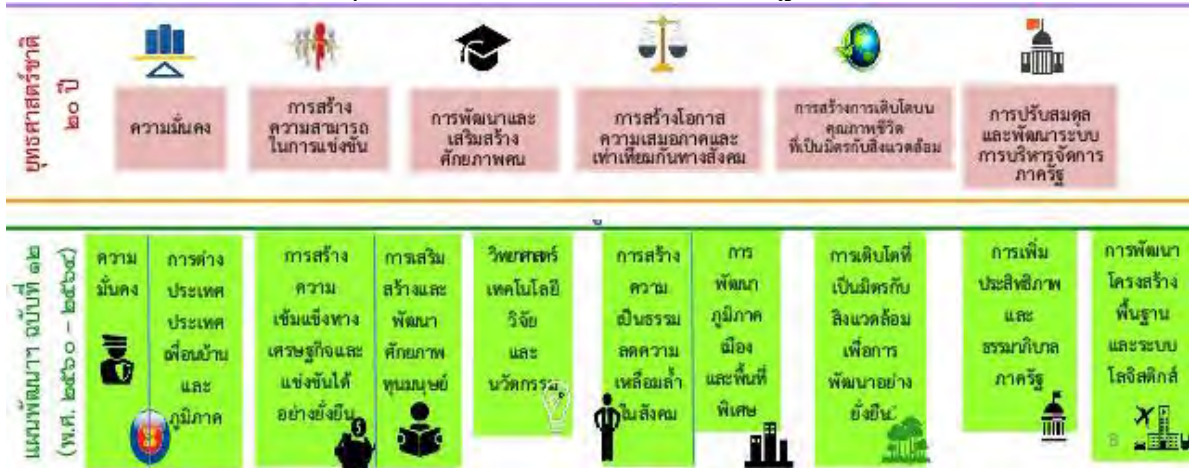 ยุทธศาสตร์ชาติ
๒๐ ปี
ความมั่นคง
การสร้าง
ความสามารถ
ในการแข่งขัน
การพัฒนาและ
เสริมสร้าง
ศักยภาพคน
การสร้างโอกาส
ความเสมอภาคและ
เท่าเทียมกันทางสังคม
การสร้างการเติบโตบน
คุณภาพชีวิต
ที่เป็นมิตรกับสิ่งแวดล้อม
การปรับสมดุล
และพัฒนาระบบ
การบริหารจัดการ
ภาครัฐ
แผนพัฒนาฯ ฉบับที่ ๑๒
(พ.ศ. ๒๕๖๐ – ๒๕๖๔)
ความ
มั่นคง
การต่าง
ประเทศ
ประเทศ
เพื่อนบ้าน
และ
ภูมิภาค
การสร้าง
ความ
เข้มแข็งทาง
เศรษฐกิจและ
แข่งขันได้
อย่างยั่งยืน
การเสริม
สร้างและ
พัฒนา
ศักยภาพ
ทุนมนุษย์
วิทยาศาสตร์
เทคโนโลยี
วิจัย
และ
นวัตกรรม
การสร้าง
ความ
เป็นธรรม
ลดความ
เหลื่อมล้ำ
ในสังคม
การ
พัฒนา
ภูมิภาค
เมือง
และพื้นที่
พิเศษ
การเติบโตที่
เป็นมิตรกับ
สิ่งแวดล้อม
เพื่อการ
พัฒนาอย่าง
ยั่งยืน
การเพิ่ม
ประสิทธิภาพ
และ
ธรรมาภิบาล
ภาครัฐ
การพัฒนา
โครงสร้าง
พื้นฐาน
และระบบ
โลจิสติกส์
8